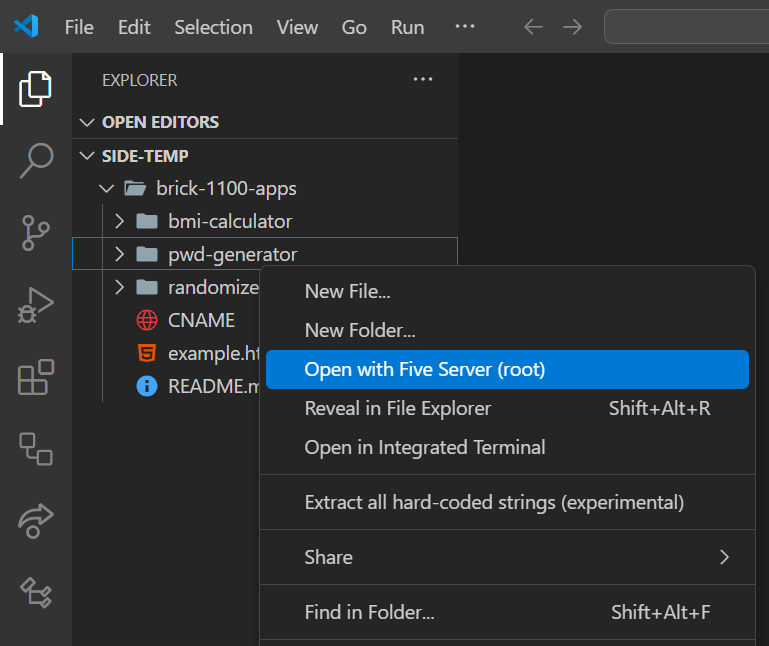 File Edit Selection View Go Run ···
EXPLORER ···
OPEN EDITORS
SIDE-TEMP
brick-1100-apps
bmi-calculator
pwd-generator
randomize
CNAME
example.ht
README.m
New File...
New Folder...
Open with Five Server (root)
Reveal in File Explorer Shift+Alt+R
Open in Integrated Terminal
Extract all hard-coded strings (experimental)
Share
Find in Folder... Shift+Alt+F